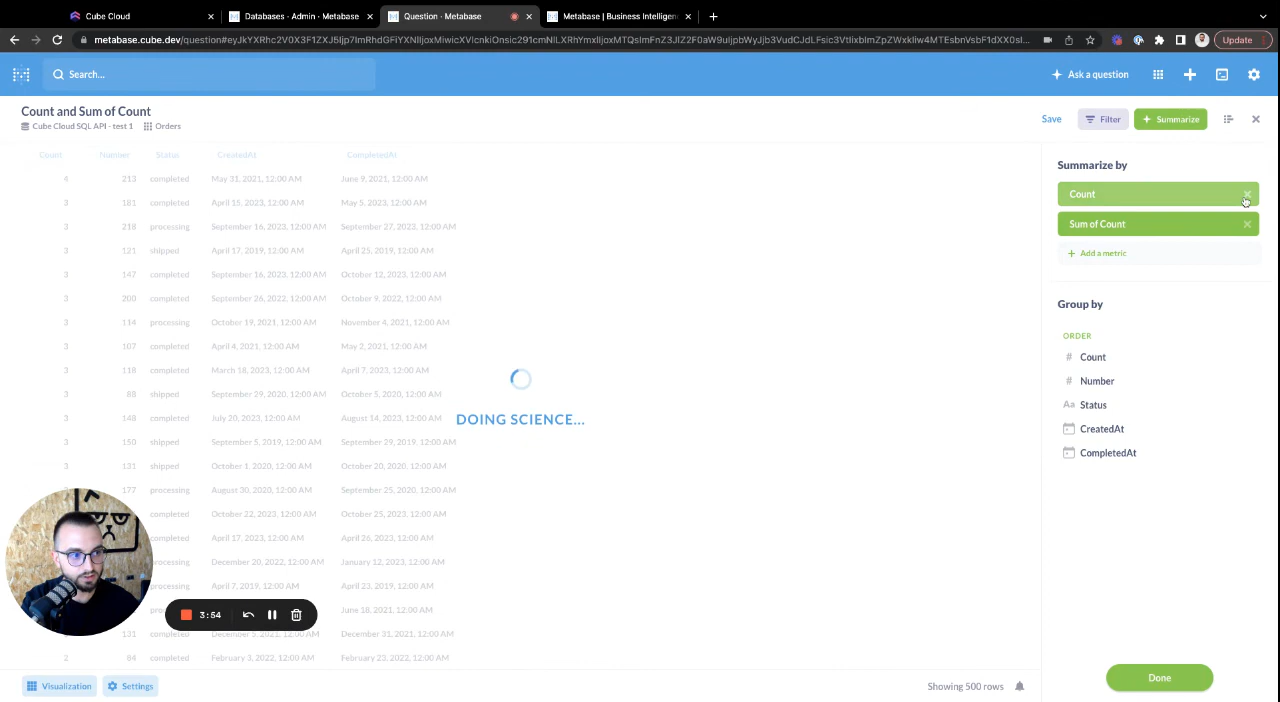 Cube Cloud
Databases · Admin · Metabase
Question · Metabase
Metabase | Business Intelligen
Update
Search...
Ask a question
Count and Sum of Count
Cube Cloud SQL API - test 1 Orders
Save
Filter
Summarize
Count Number Status CreatedAt CompletedAt
4 213 completed May 31, 2021, 12:00 AM June 9, 2021, 12:00 AM
3 181 completed April 15, 2023, 12:00 AM May 5, 2023, 12:00 AM
3 218 processing September 16, 2023, 12:00 AM September 27, 2023, 12:00 AM
3 121 shipped April 17, 2019, 12:00 AM April 25, 2019, 12:00 AM
3 147 completed September 16, 2023, 12:00 AM October 12, 2023, 12:00 AM
3 200 completed September 26, 2022, 12:00 AM October 9, 2022, 12:00 AM
3 114 processing October 19, 2021, 12:00 AM November 4, 2021, 12:00 AM
3 107 completed April 4, 2021, 12:00 AM May 2, 2021, 12:00 AM
3 118 completed March 18, 2023, 12:00 AM April 7, 2023, 12:00 AM
3 88 shipped September 29, 2020, 12:00 AM October 5, 2020, 12:00 AM
3 148 completed July 20, 2023, 12:00 AM August 14, 2023, 12:00 AM
3 150 shipped September 5, 2019, 12:00 AM September 29, 2019, 12:00 AM
3 131 shipped October 1, 2020, 12:00 AM October 20, 2020, 12:00 AM
177 processing August 30, 2020, 12:00 AM September 25, 2020, 12:00 AM
completed October 22, 2023, 12:00 AM October 25, 2023, 12:00 AM
completed April 17, 2023, 12:00 AM April 26, 2023, 12:00 AM
rocessing December 20, 2022, 12:00 AM January 12, 2023, 12:00 AM
processing April 7, 2019, 12:00 AM April 23, 2019, 12:00 AM
June 18, 2021, 12:00 AM
131 completed December 5, 2021, 12:00 AM December 31, 2021, 12:00 AM
2 84 completed February 3, 2022, 12:00 AM February 23, 2022, 12:00 AM
DOING SCIENCE...
3:54
Visualization
Settings
Showing 500 rows
Summarize by
Count
Sum of Count
Add a metric
Group by
ORDER
# Count
# Number
Aa Status
CreatedAt
CompletedAt
Done